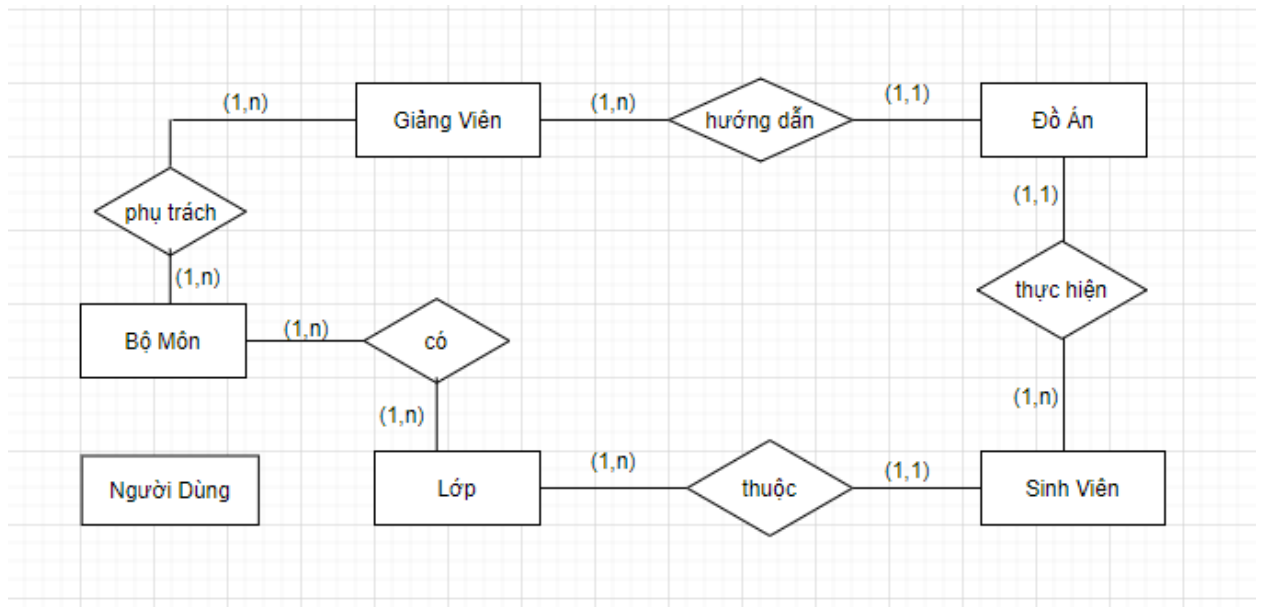 (1,n)
Giảng Viên
(1,n)
hướng dẫn
(1,1)
Đồ Án
phụ trách
(1,1)
(1,n)
thực hiện
Bộ Môn
(1,n)
có
(1,n)
(1,n)
Người Dùng
Lớp
(1,n)
thuộc
(1,1)
Sinh Viên